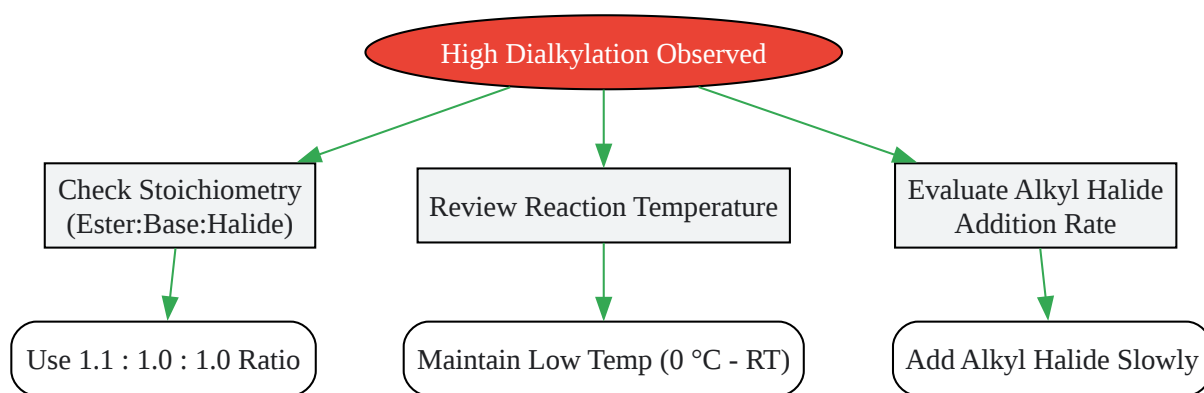 High Dialkylation Observed
Check Stoichiometry
(Ester:Base:Halide)
Review Reaction Temperature
Evaluate Alkyl Halide
Addition Rate
Use 1.1 : 1.0 : 1.0 Ratio
Maintain Low Temp (0 °C - RT)
Add Alkyl Halide Slowly